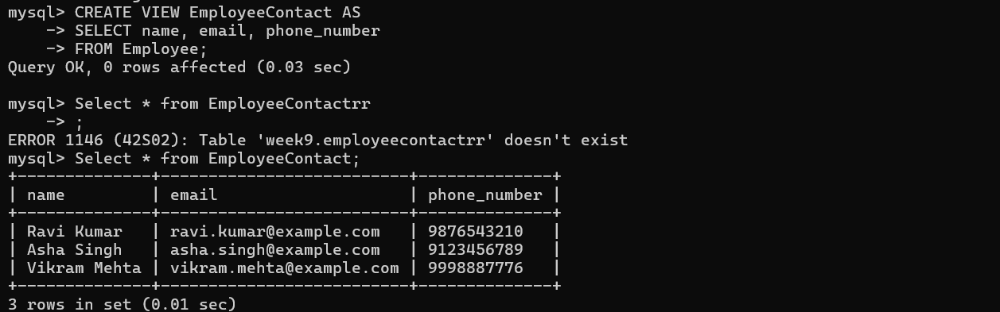 mysql> CREATE VIEW EmployeeContact AS
    -> SELECT name, email, phone_number
    -> FROM Employee;
Query OK, 0 rows affected (0.03 sec)

mysql> Select * from EmployeeContactrr
    -> ;
ERROR 1146 (42S02): Table 'week9.employeecontactrr' doesn't exist
mysql> Select * from EmployeeContact;
+--------------+--------------------------+--------------+
| name         | email                    | phone_number |
+--------------+--------------------------+--------------+
| Ravi Kumar   | ravi.kumar@example.com   | 9876543210   |
| Asha Singh   | asha.singh@example.com   | 9123456789   |
| Vikram Mehta | vikram.mehta@example.com | 9998887776   |
+--------------+--------------------------+--------------+
3 rows in set (0.01 sec)